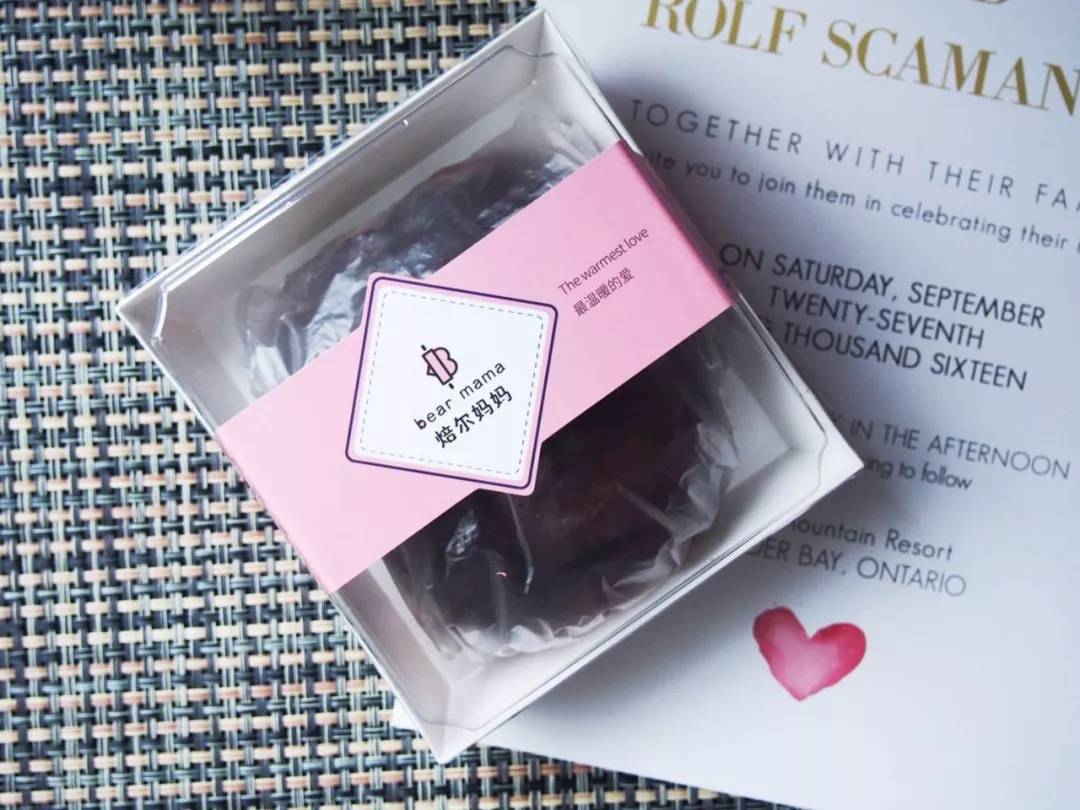 The warmest love
最温暖的爱
B
bear mama
焙尔妈妈
ROLF SCAMAN
TOGETHER WITH THEIR FA
you to join them in celebrating their
ON SATURDAY, SEPTEMBER
TWENTY-SEVENTH
THOUSAND SIXTEEN
IN THE AFTERNOON
to follow
Mountain Resort
DER BAY, ONTARIO